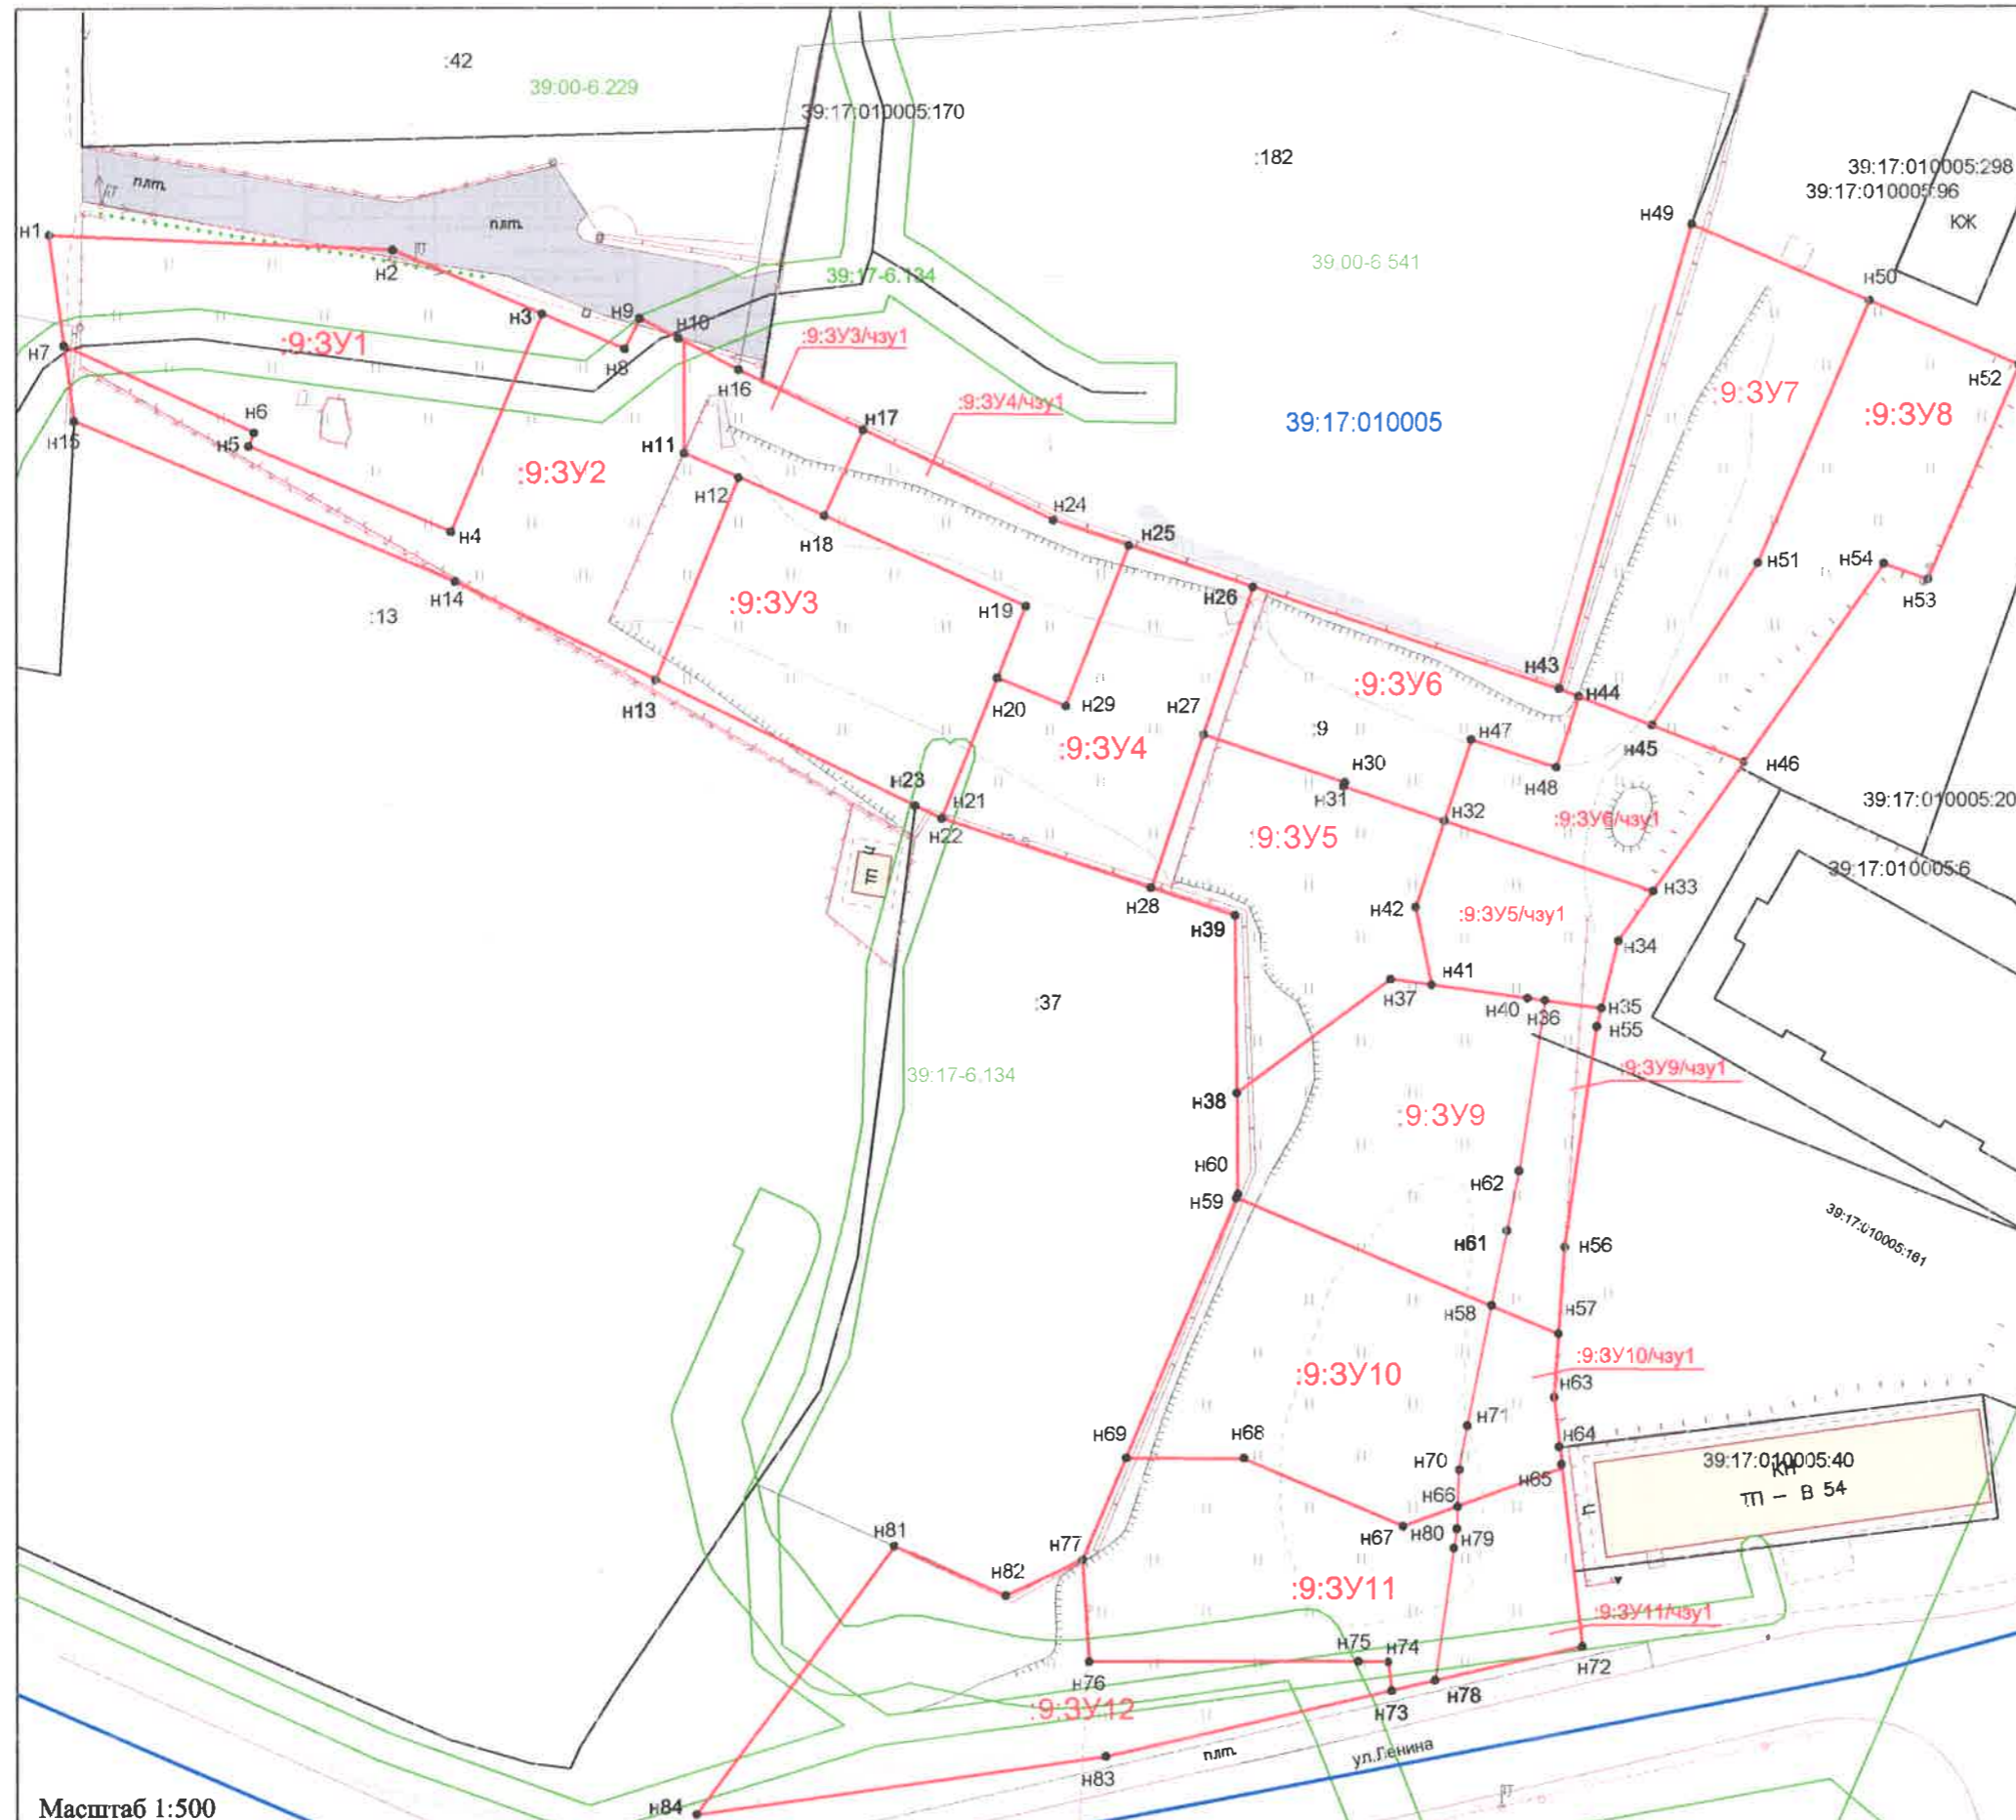 :42
39:00-6.229
39:17:010005:170
:182
39:17:010005:298
39:17:010005:96
КЖ
плт.
плт.
н49
н1
н2
39:17-6.134
39:00-6 541
н50
н3
н9
н10
н7
:9:ЗУ1
н8
:9:ЗУ3/чзу1
н16
н52
:9:ЗУ7
:9:ЗУ4/чзу1
:9:ЗУ8
39:17:010005
н6
н15
н5
н17
н11
:9:ЗУ2
н12
н24
н4
н18
н25
н51
н54
н53
н14
н26
:9:ЗУ3
:13
н19
н43
:9:ЗУ6
н44
н13
н20
н29
н27
:9
н47
:9:ЗУ4
н45
н48
н46
н30
н31
н23
н21
н22
н32
39:17:010005:20
:9:ЗУ6/чзу1
:9:ЗУ5
39:17:010005:6
ТП
н33
н28
н42
:9:ЗУ5/чзу1
н39
н34
н37
н41
:37
н40
н36
н35
н55
39:17-6.134
:9:ЗУ9/чзу1
н38
:9:ЗУ9
н60
н59
н62
39:17:010005:181
н61
н56
н58
н57
:9:ЗУ10/чзу1
:9:ЗУ10
н63
н71
н64
н69
н68
н70
39:17:010005:40
КН
н65
ТП – В 54
н66
н67
н80
н79
н81
н77
н82
:9:ЗУ11
:9:ЗУ11/чзу1
н75
н74
н72
н76
н78
:9:ЗУ12
н73
плт.
ул.Ленина
н83
н84
Масштаб 1:500